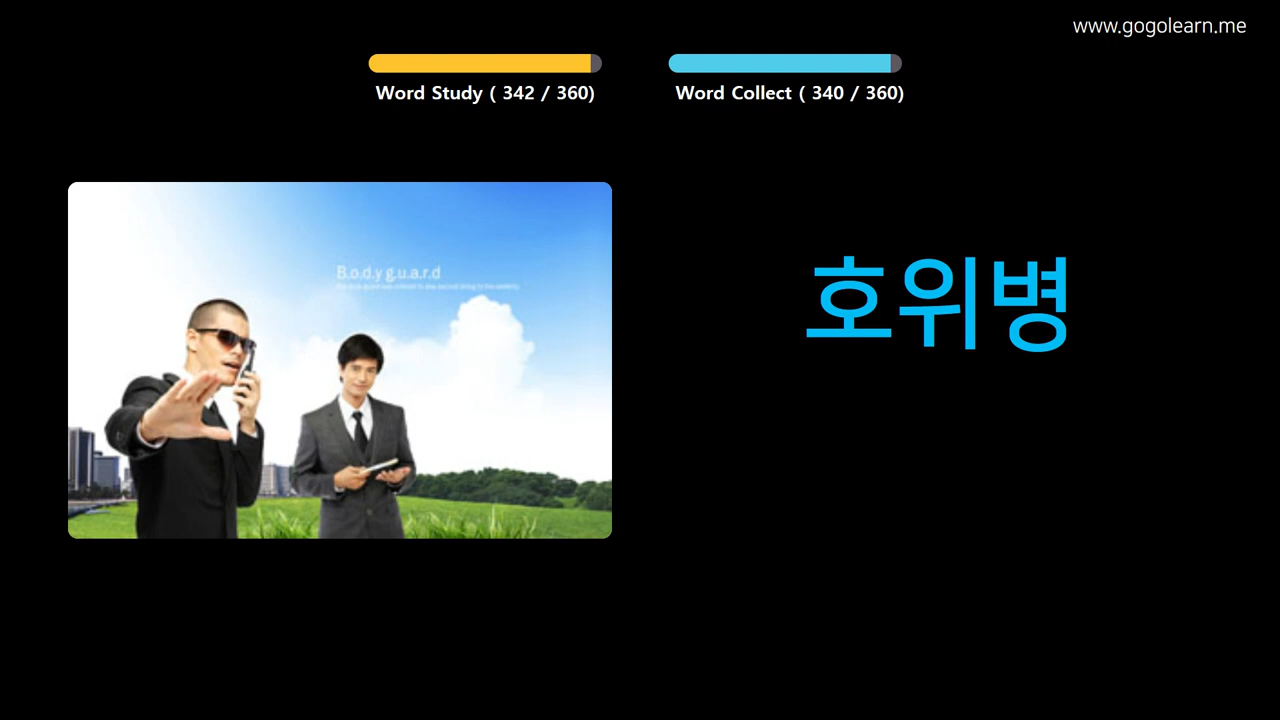 www.gogolearn.me
Word Study ( 342 / 360)
Word Collect ( 340 / 360)
B.o.d.y g.u.a.r.d
호위병